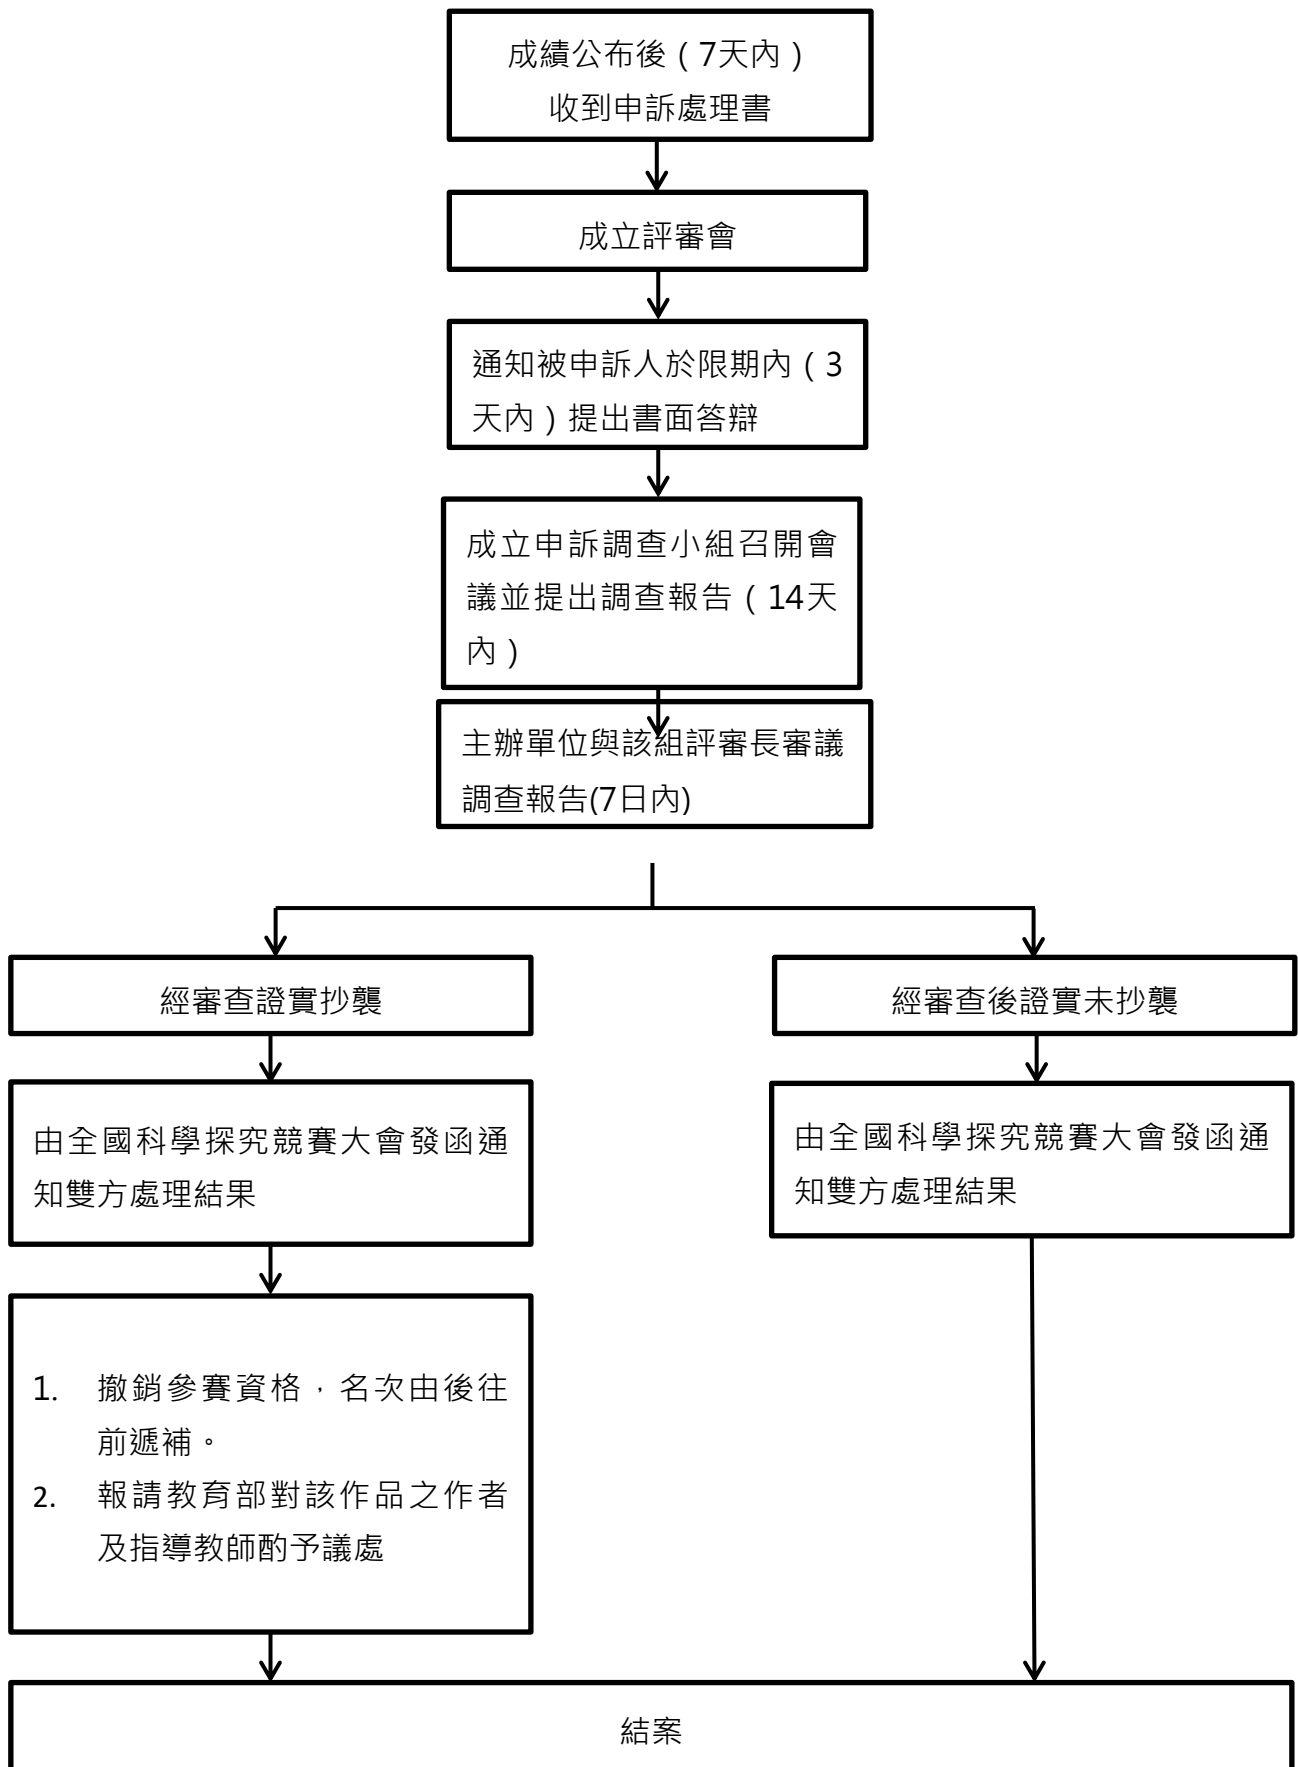 成績公布後（7天內）
收到申訴處理書
成立評審會
通知被申訴人於限期內（3
天內）提出書面答辯
成立申訴調查小組召開會
議並提出調查報告（14天
內）
主辦單位與該組評審長審議
調查報告(7日內)
經審查證實抄襲
經審查後證實未抄襲
由全國科學探究競賽大會發函通
知雙方處理結果
由全國科學探究競賽大會發函通
知雙方處理結果
1. 撤銷參賽資格，名次由後往
前遞補。
2. 報請教育部對該作品之作者
及指導教師酌予議處
結案